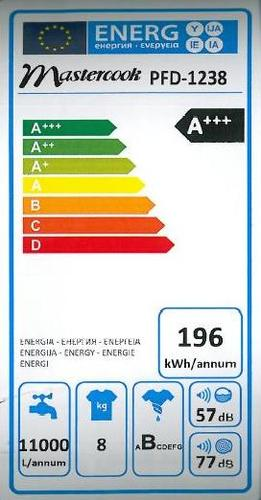 ENERG Y IJA
енергия · ενεργεια IE IA
Mastercook PFD-1238
A+++
A+++
A++
A+
A
B
C
D
196
kWh/annum
ENERGIA - ЕНЕРГИЯ - ΕΝΕΡΓΕΙΑ
ENERGIJA - ENERGY - ENERGIE
ENERGI
kg
57dB
11000
L/annum
8
ABCDEFG
77dB